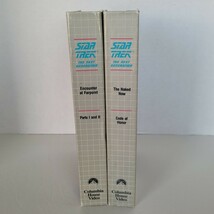 STAR
TREK
THE NEXT
GENERATION
Encounter
at Farpoint
Parts I and II
Columbia
House
Video
STAR
TREK
THE NEXT
GENERATION
The Naked
Now
Code of
Honor
Columbia
House
Video